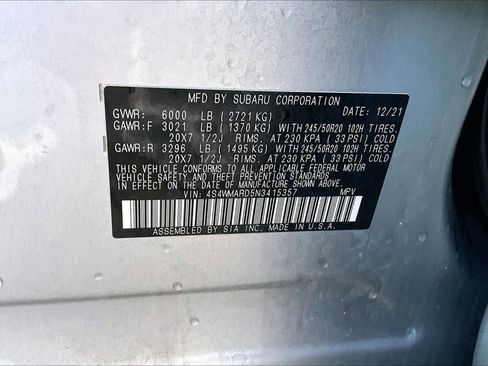 MFD BY SUBARU CORPORATION DATE: 12/21
GVWR: 6000 LB ( 2721 KG)
GAWR: F 3021 LB ( 1370 KG) WITH 245/50R20 102H TIRES.
20X7 1/2J RIMS. AT 230 KPA ( 33 PSI) COLD
GAWR: R 3296 LB ( 1495 KG) WITH 245/50R20 102H TIRES.
20X7 1/2J RIMS. AT 230 KPA ( 33 PSI) COLD
THIS VEHICLE CONFORMS TO ALL APPLICABLE FEDERAL MOTOR
VEHICLE SAFETY AND THEFT PREVENTION STANDARDS IN
EFFECT ON THE DATE OF MANUFACTURE SHOWN ABOVE.
VIN: 4S4WMARD5N3415357 MPV
ASSEMBLED BY SIA INC. MADE IN U.S.A.